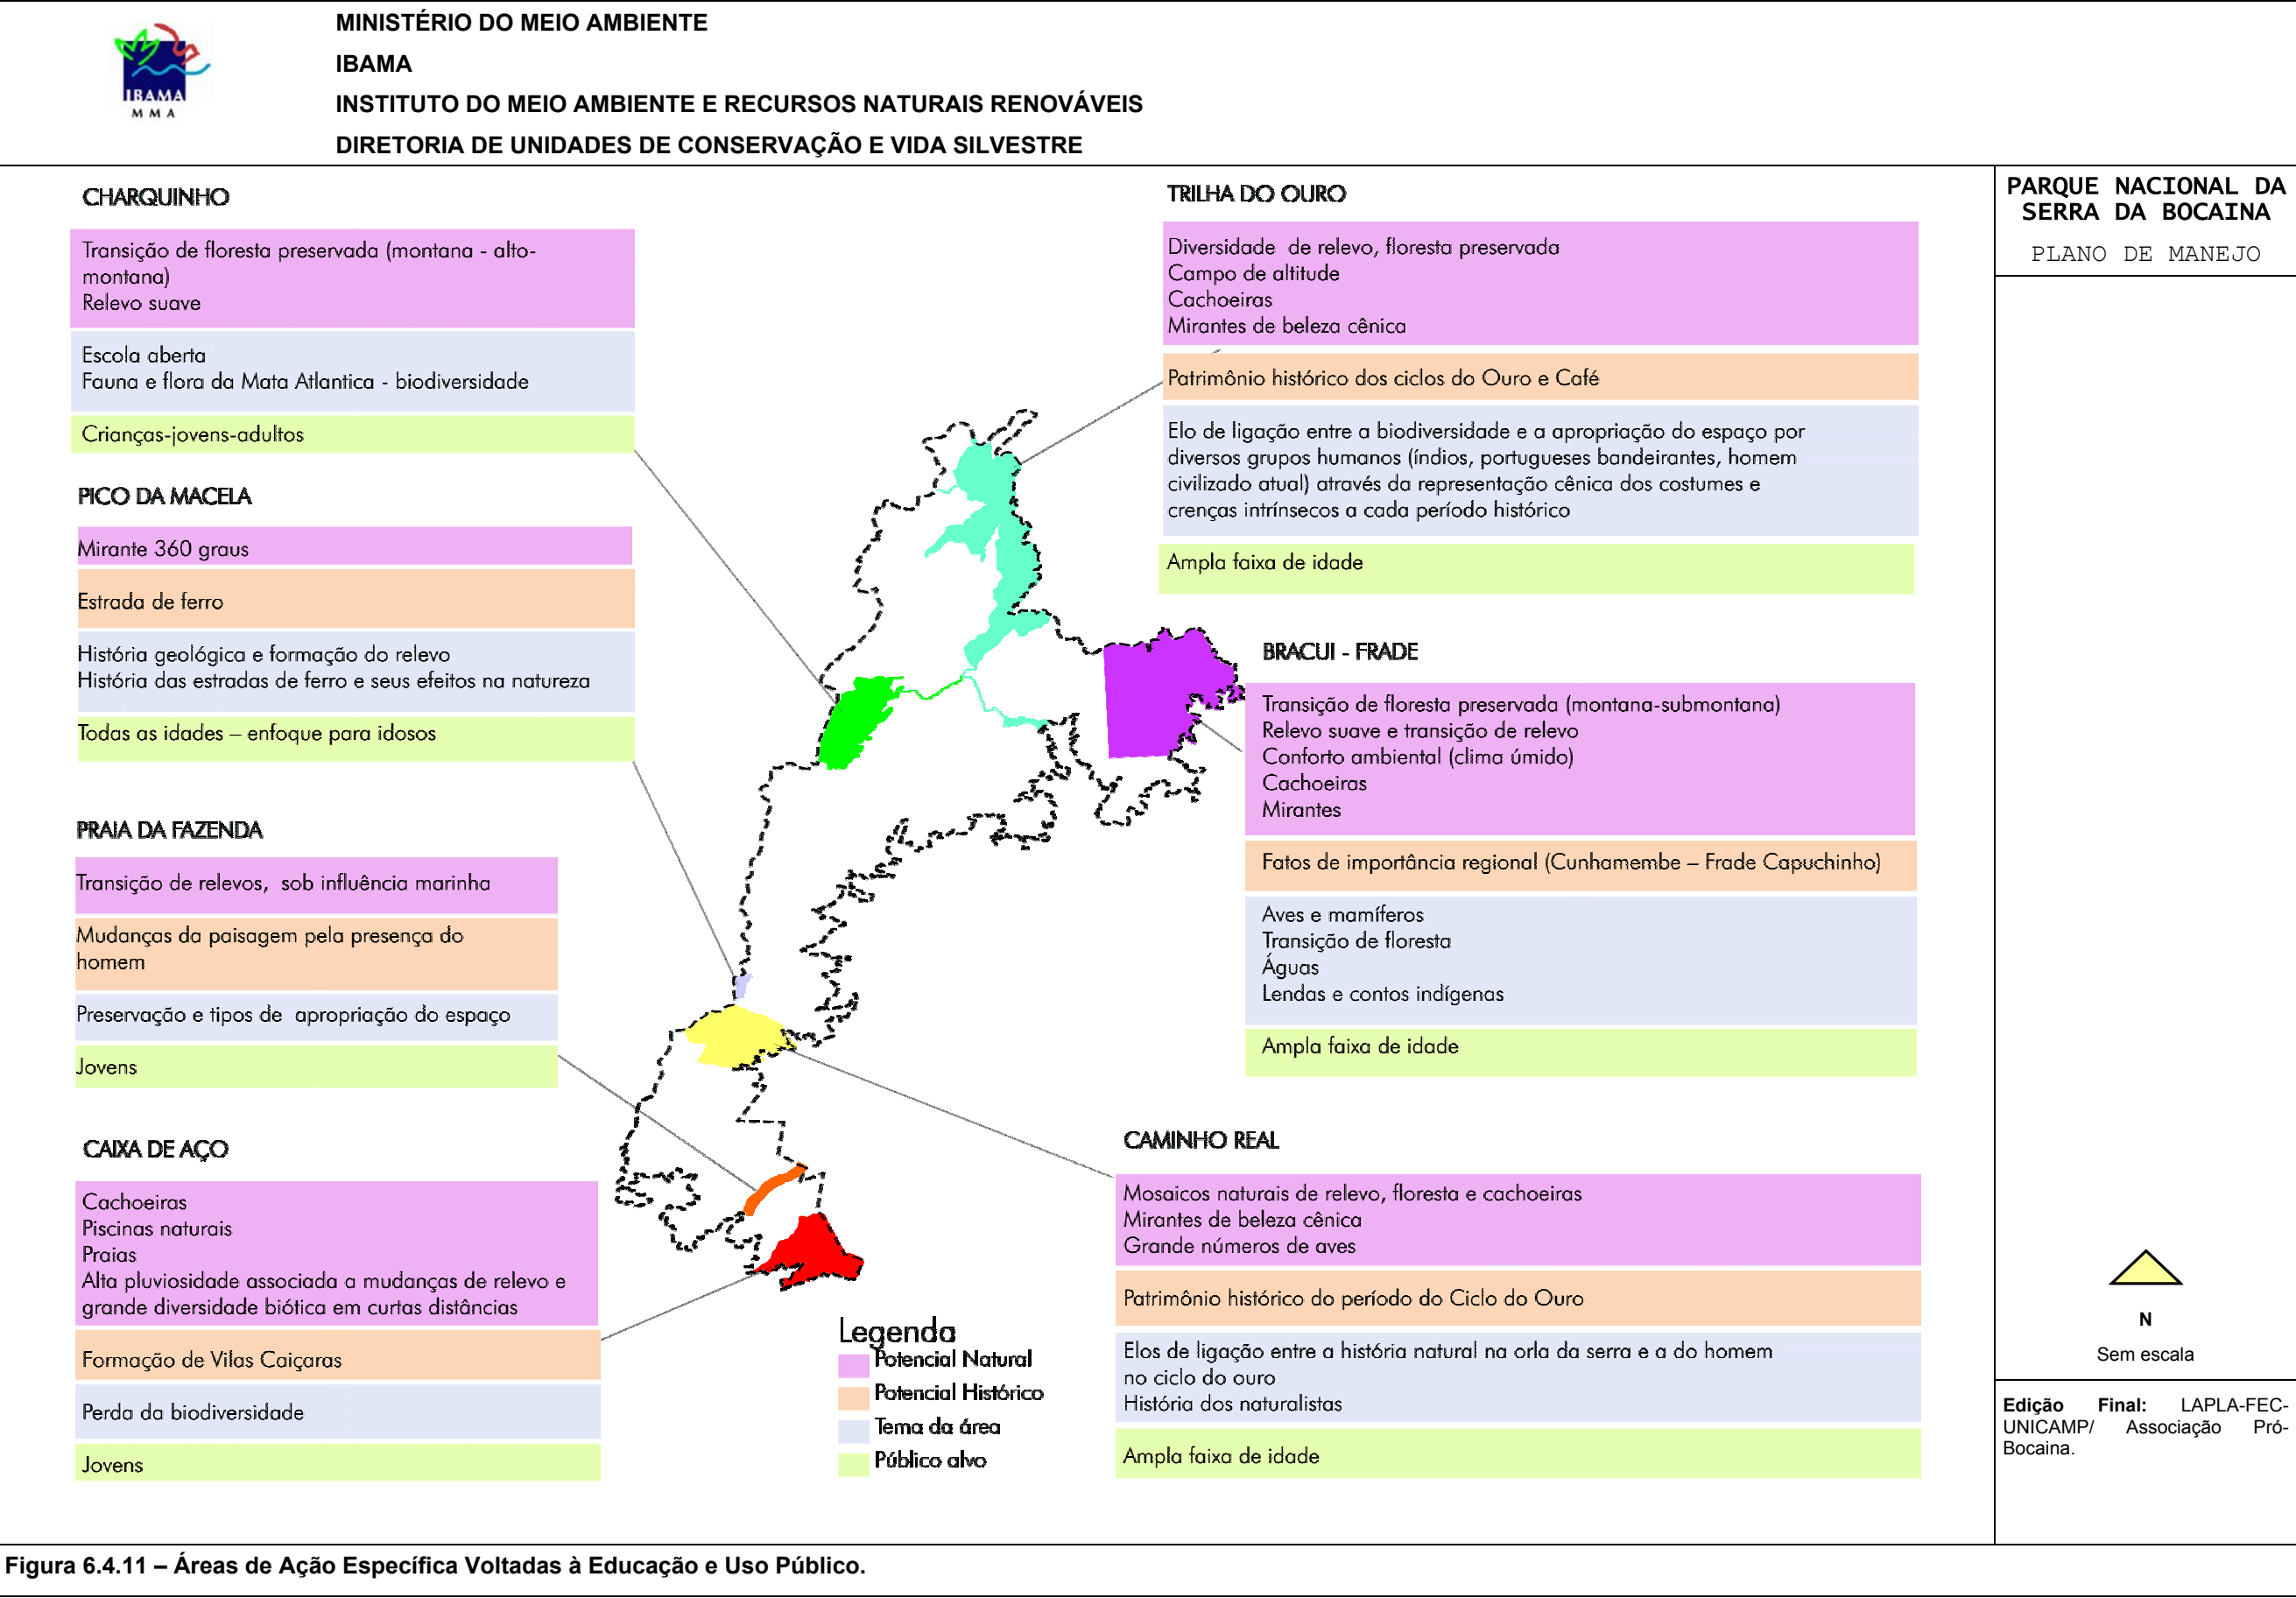 IBAMA
M M A
MINISTÉRIO DO MEIO AMBIENTE
IBAMA
INSTITUTO DO MEIO AMBIENTE E RECURSOS NATURAIS RENOVÁVEIS
DIRETORIA DE UNIDADES DE CONSERVAÇÃO E VIDA SILVESTRE
CHARQUINHO
Transição de floresta preservada (montana - alto-
montana)
Relevo suave
Escola aberta
Fauna e flora da Mata Atlantica - biodiversidade
Crianças-jovens-adultos
PICO DA MACELA
Mirante 360 graus
Estrada de ferro
História geológica e formação do relevo
História das estradas de ferro e seus efeitos na natureza
Todas as idades – enfoque para idosos
PRAIA DA FAZENDA
Transição de relevos,  sob influência marinha
Mudanças da paisagem pela presença do
homem
Preservação e tipos de  apropriação do espaço
Jovens
CAIXA DE AÇO
Cachoeiras
Piscinas naturais
Praias
Alta pluviosidade associada a mudanças de relevo e
grande diversidade biótica em curtas distâncias
Formação de Vilas Caiçaras
Perda da biodiversidade
Jovens
TRILHA DO OURO
Diversidade  de relevo, floresta preservada
Campo de altitude
Cachoeiras
Mirantes de beleza cênica
Patrimônio histórico dos ciclos do Ouro e Café
Elo de ligação entre a biodiversidade e a apropriação do espaço por
diversos grupos humanos (índios, portugueses bandeirantes, homem
civilizado atual) através da representação cênica dos costumes e
crenças intrínsecos a cada período histórico
Ampla faixa de idade
BRACUI - FRADE
Transição de floresta preservada (montana-submontana)
Relevo suave e transição de relevo
Conforto ambiental (clima úmido)
Cachoeiras
Mirantes
Fatos de importância regional (Cunhamembe – Frade Capuchinho)
Aves e mamíferos
Transição de floresta
Águas
Lendas e contos indígenas
Ampla faixa de idade
CAMINHO REAL
Mosaicos naturais de relevo, floresta e cachoeiras
Mirantes de beleza cênica
Grande números de aves
Patrimônio histórico do período do Ciclo do Ouro
Elos de ligação entre a história natural na orla da serra e a do homem
no ciclo do ouro
História dos naturalistas
Ampla faixa de idade
Legenda
Potencial Natural
Potencial Histórico
Tema da área
Público alvo
PARQUE NACIONAL DA
SERRA DA BOCAINA
PLANO DE MANEJO
N
Sem escala
Edição Final: LAPLA-FEC-
UNICAMP/ Associação Pró-
Bocaina.
Figura 6.4.11 – Áreas de Ação Específica Voltadas à Educação e Uso Público.